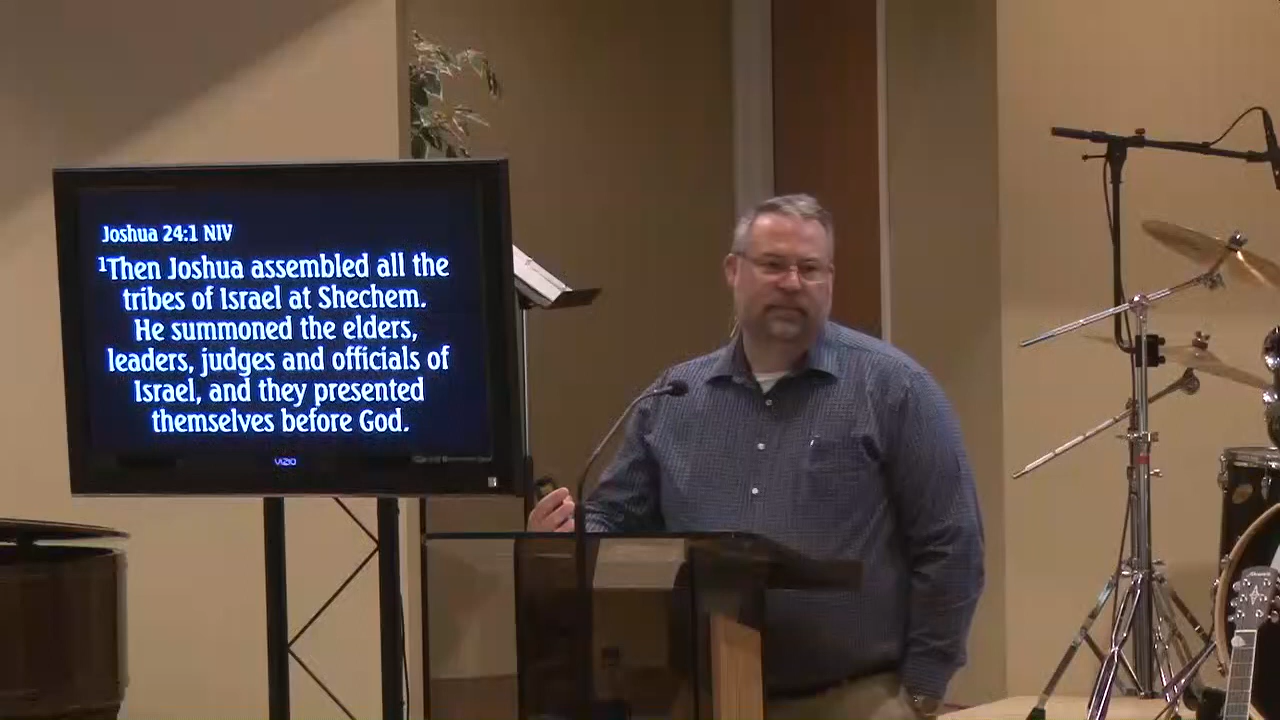 Joshua 24:1 NIV
¹Then Joshua assembled all the
tribes of Israel at Shechem.
He summoned the elders,
leaders, judges and officials of
Israel, and they presented
themselves before God.
VIZIO